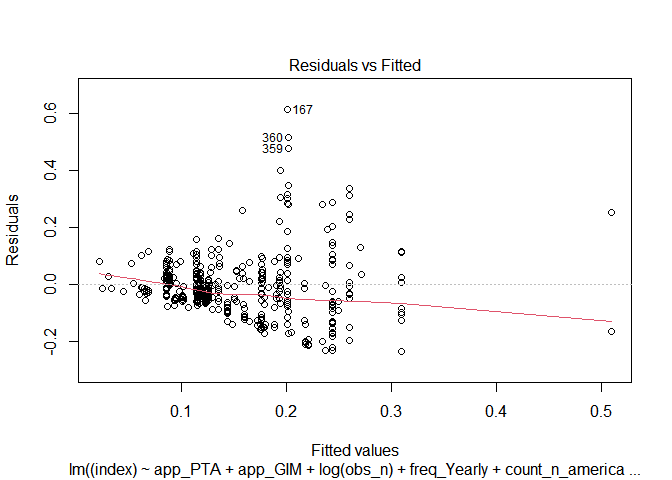 Residuals vs Fitted
Residuals
0.6
0.4
0.2
0.0
-0.2
167
360
359
0.1 0.2 0.3 0.4 0.5
Fitted values
lm((index) ~ app_PTA + app_GIM + log(obs_n) + freq_Yearly + count_n_america ...